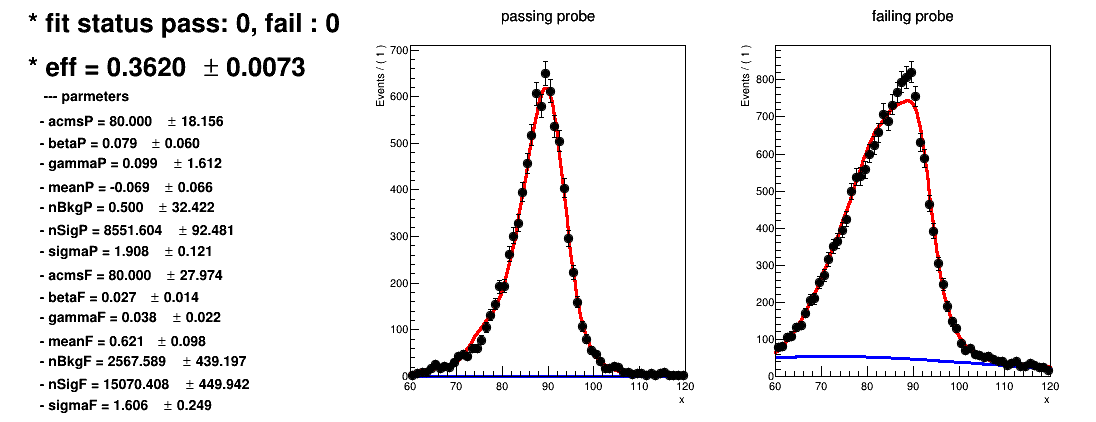 * fit status pass: 0, fail : 0
* eff = 0.3620 ± 0.0073
--- parmeters
- acmsP = 80.000 ± 18.156
- betaP = 0.079 ± 0.060
- gammaP = 0.099 ± 1.612
- meanP = -0.069 ± 0.066
- nBkgP = 0.500 ± 32.422
- nSigP = 8551.604 ± 92.481
- sigmaP = 1.908 ± 0.121
- acmsF = 80.000 ± 27.974
- betaF = 0.027 ± 0.014
- gammaF = 0.038 ± 0.022
- meanF = 0.621 ± 0.098
- nBkgF = 2567.589 ± 439.197
- nSigF = 15070.408 ± 449.942
- sigmaF = 1.606 ± 0.249
passing probe
Events / ( 1 )
700
600
500
400
300
200
100
0
60 70 80 90 100 110 120
x
failing probe
Events / ( 1 )
800
700
600
500
400
300
200
100
0
60 70 80 90 100 110 120
x